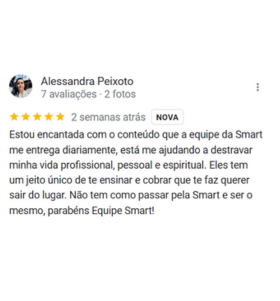 Alessandra Peixoto
7 avaliações · 2 fotos
2 semanas atrás NOVA
Estou encantada com o conteúdo que a equipe da Smart
me entrega diariamente, está me ajudando a destravar
minha vida profissional, pessoal e espiritual. Eles tem
um jeito único de te ensinar e cobrar que te faz querer
sair do lugar. Não tem como passar pela Smart e ser o
mesmo, parabéns Equipe Smart!